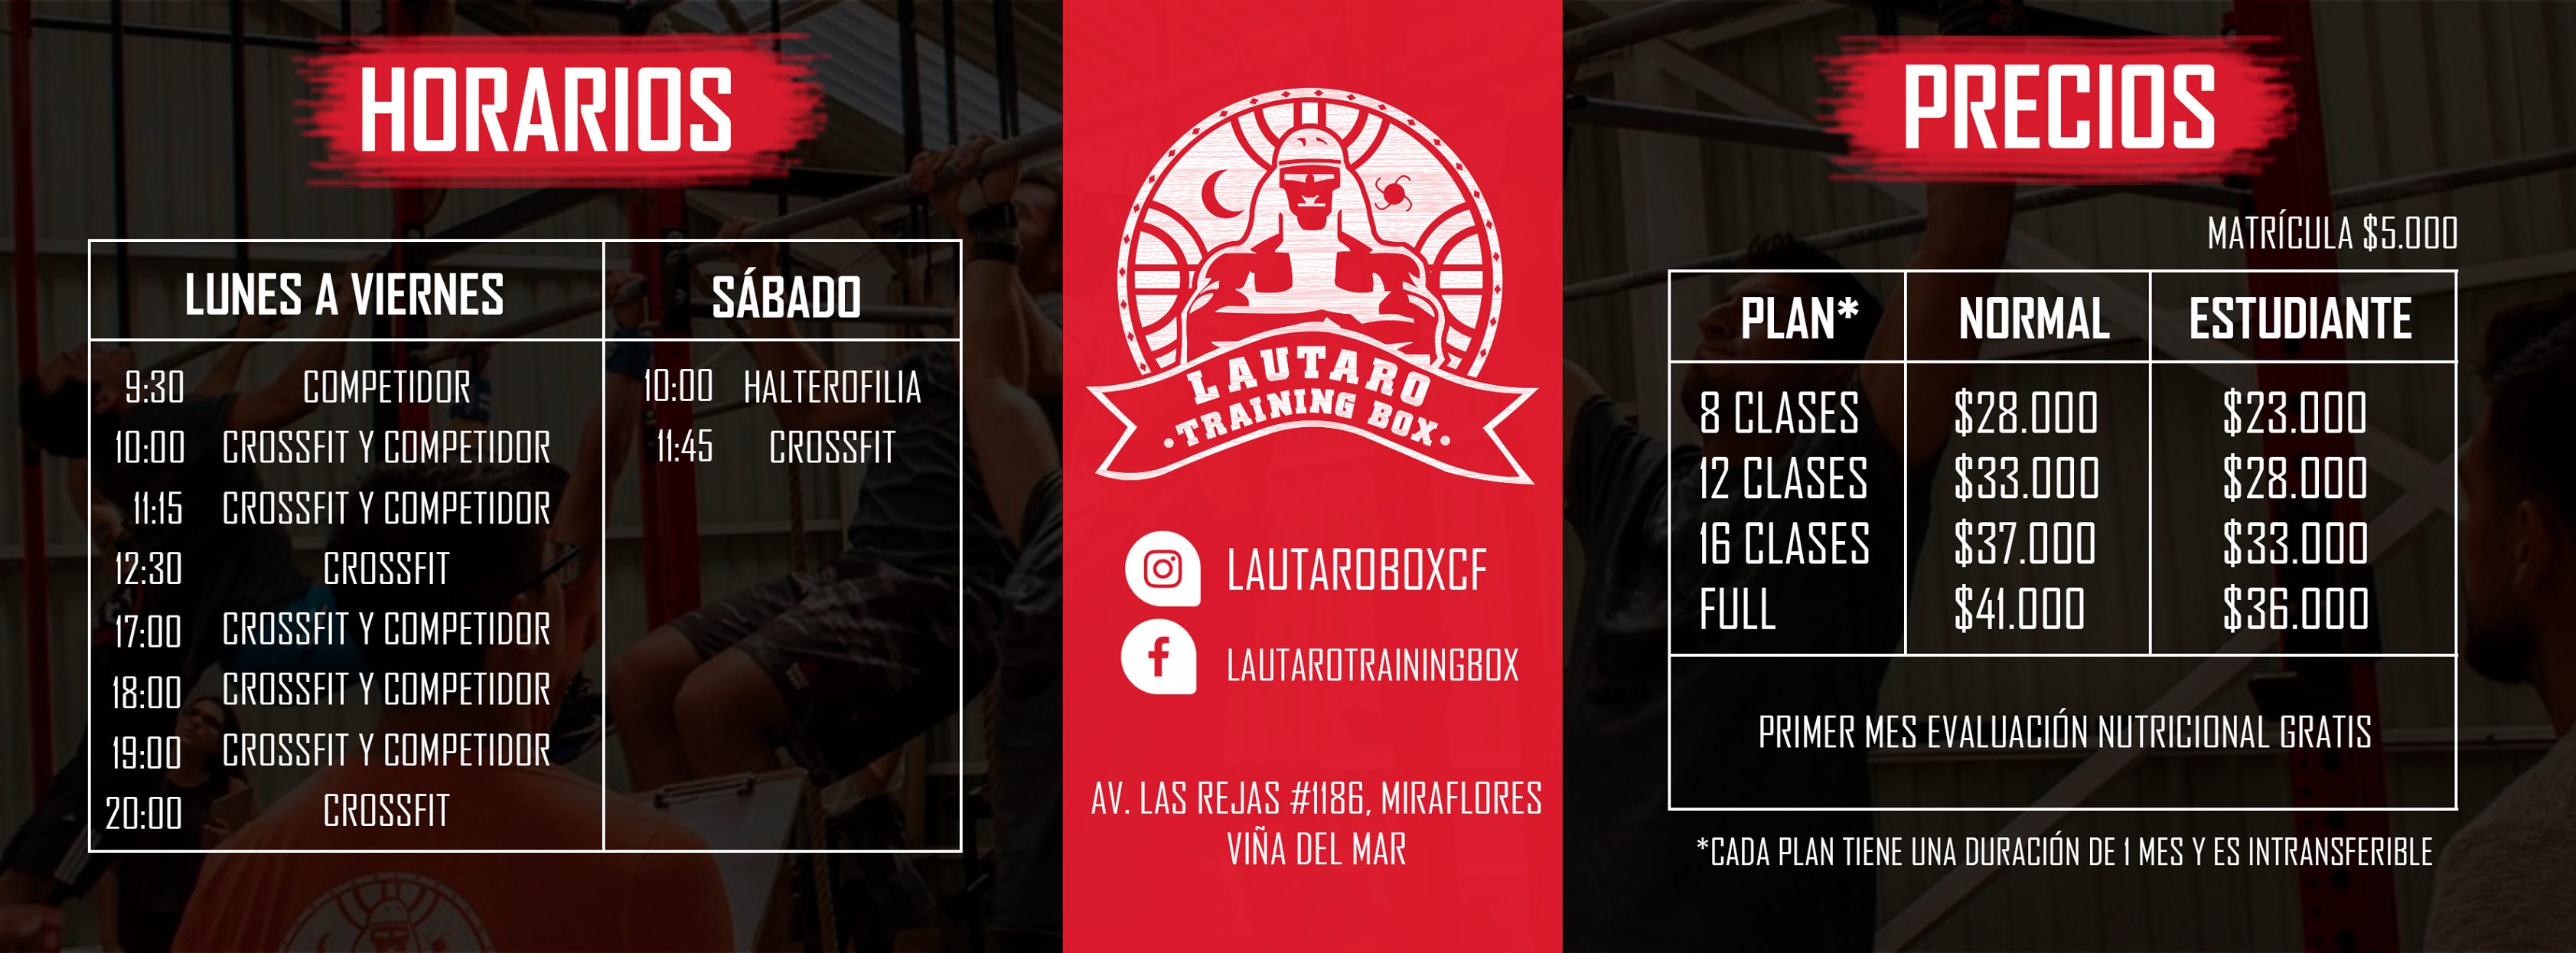 HORARIOS
LUNES A VIERNES
SÁBADO
9:30 COMPETIDOR
10:00 CROSSFIT Y COMPETIDOR
11:15 CROSSFIT Y COMPETIDOR
12:30 CROSSFIT
17:00 CROSSFIT Y COMPETIDOR
18:00 CROSSFIT Y COMPETIDOR
19:00 CROSSFIT Y COMPETIDOR
20:00 CROSSFIT
10:00 HALTEROFILIA
11:45 CROSSFIT
LAUTARO
·TRAINING BOX·
LAUTAROBOXCF
LAUTAROTRAININGBOX
AV. LAS REJAS #1186, MIRAFLORES
VIÑA DEL MAR
PRECIOS
MATRÍCULA $5.000
PLAN* NORMAL ESTUDIANTE
8 CLASES $28.000 $23.000
12 CLASES $33.000 $28.000
16 CLASES $37.000 $33.000
FULL $41.000 $36.000
PRIMER MES EVALUACIÓN NUTRICIONAL GRATIS
*CADA PLAN TIENE UNA DURACIÓN DE 1 MES Y ES INTRANSFERIBLE